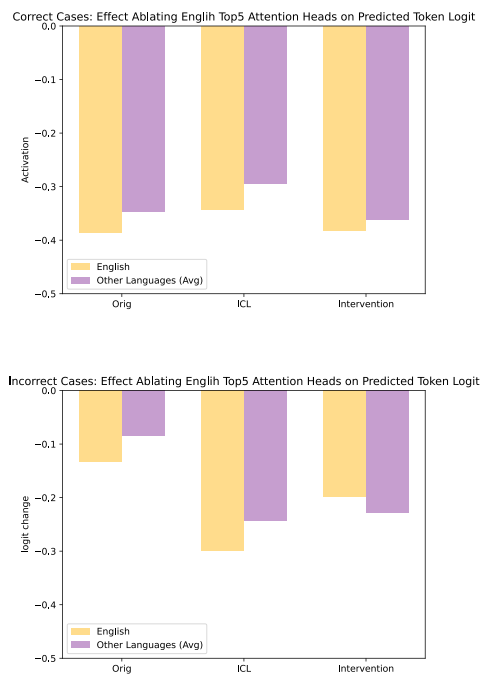 Correct Cases: Effect Ablating Englih Top5 Attention Heads on Predicted Token Logit
0.0
−0.1
−0.2
−0.3
−0.4
−0.5
Activation
English
Other Languages (Avg)
Orig
ICL
Intervention
Incorrect Cases: Effect Ablating Englih Top5 Attention Heads on Predicted Token Logit
0.0
−0.1
−0.2
−0.3
−0.4
−0.5
logit change
English
Other Languages (Avg)
Orig
ICL
Intervention